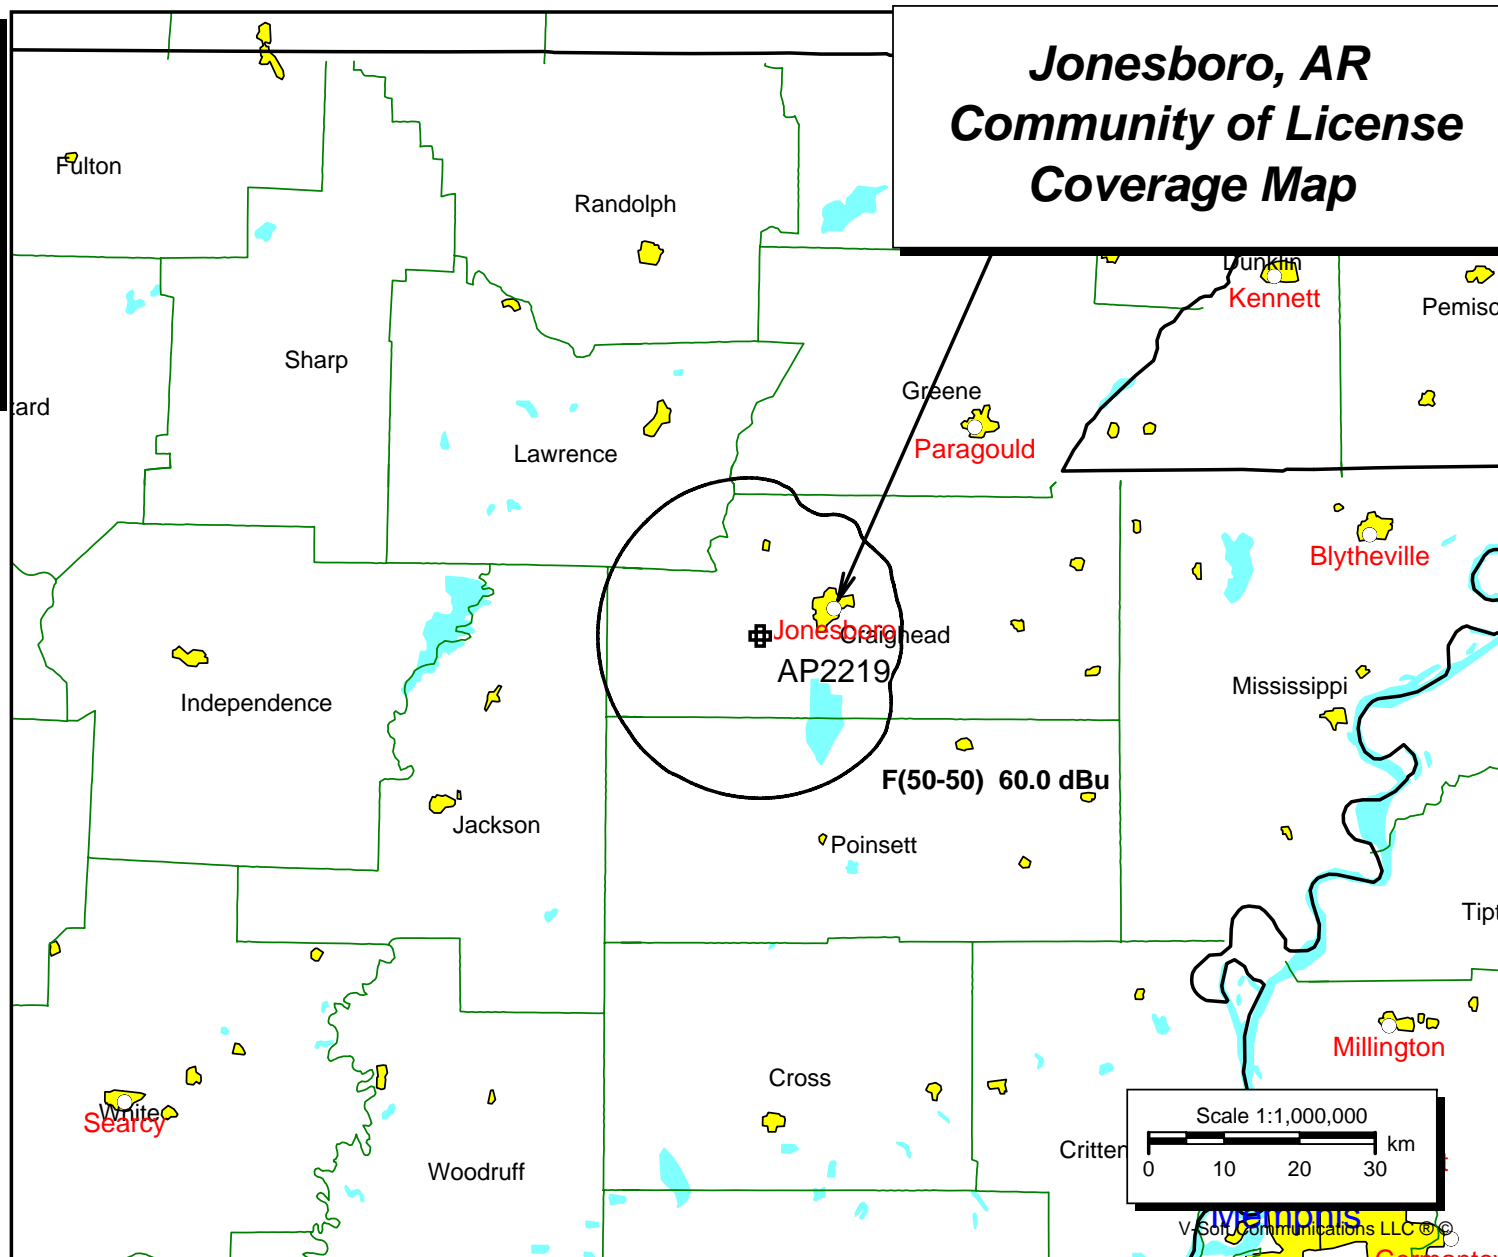 Jonesboro, AR
Community of License
Coverage Map
Fulton
Randolph
Dunklin
Kennett
Pemisc
Sharp
Greene
zard
Paragould
Lawrence
Blytheville
Jonesboro
Craighead
AP2219
Mississippi
Independence
F(50-50) 60.0 dBu
Jackson
Poinsett
Tipt
Millington
Cross
White
Searcy
Scale 1:1,000,000
km
0 10 20 30
Critten
Woodruff
Memphis
V-Soft Communications LLC ® ©